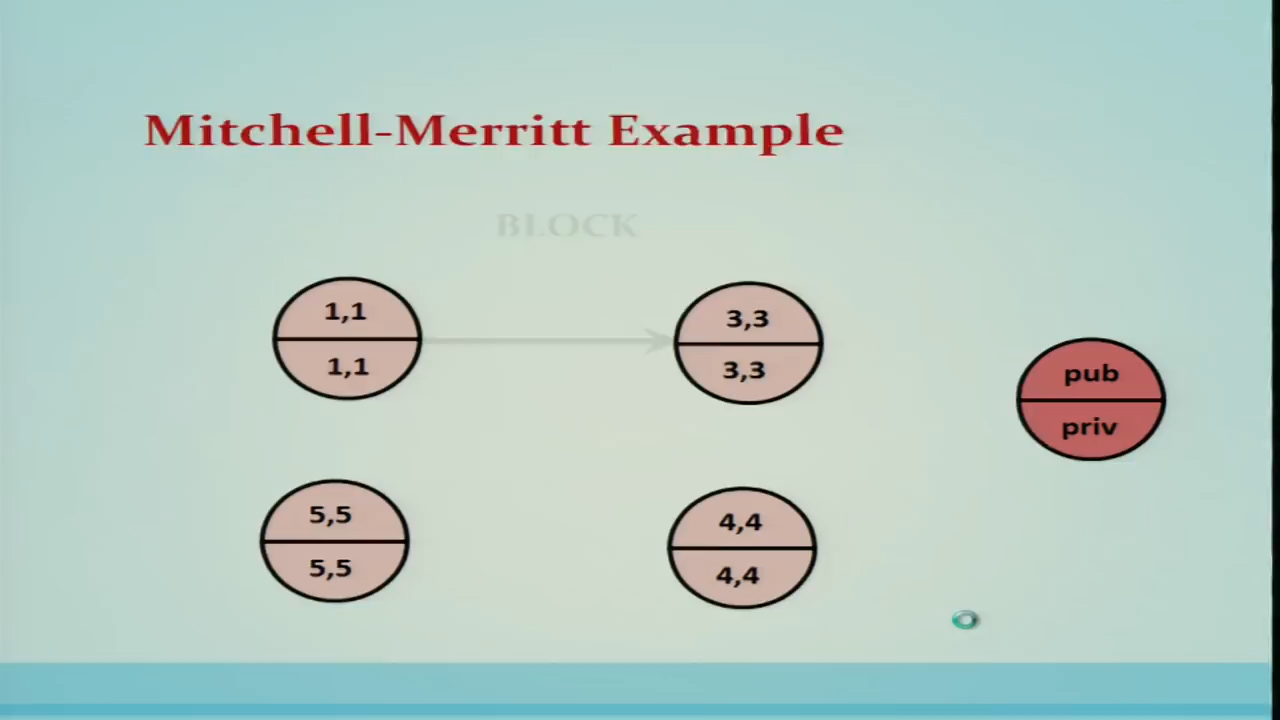 Mitchell-Merritt Example
BLOCK
1,1
1,1
3,3
3,3
pub
priv
5,5
5,5
4,4
4,4